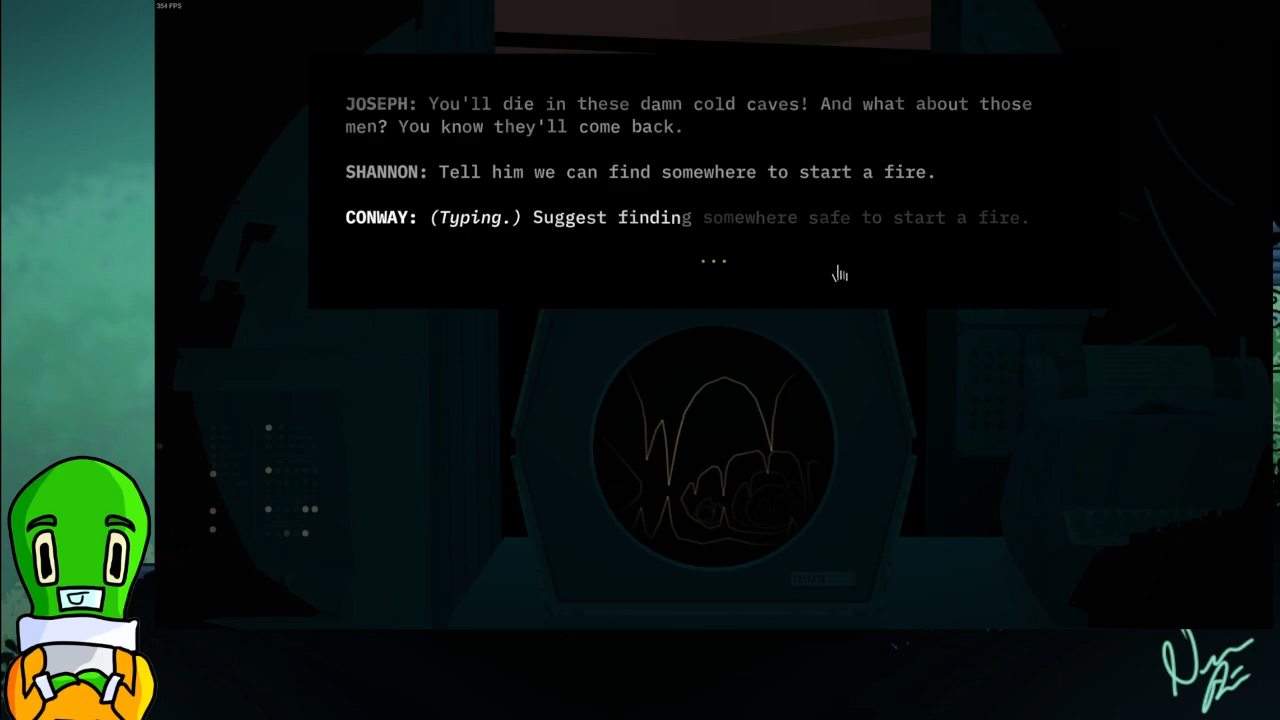 354 FPS
JOSEPH: You'll die in these damn cold caves! And what about those
men? You know they'll come back.
SHANNON: Tell him we can find somewhere to start a fire.
CONWAY: (Typing.) Suggest finding somewhere safe to start a fire.
...